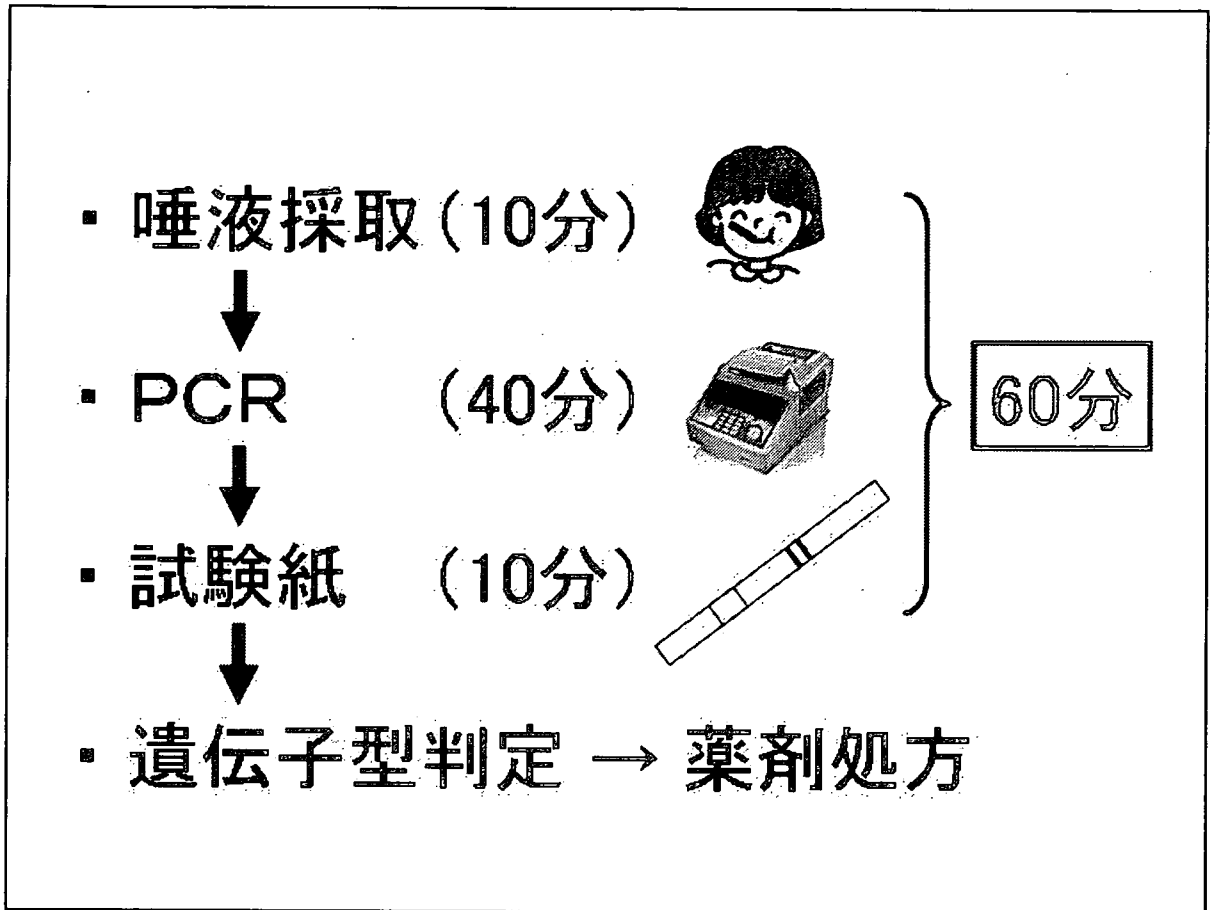 ▪ 唾液採取(10分)
▪ PCR (40分)
60分
▪ 試験紙 (10分)
▪ 遺伝子型判定 → 薬剤処方